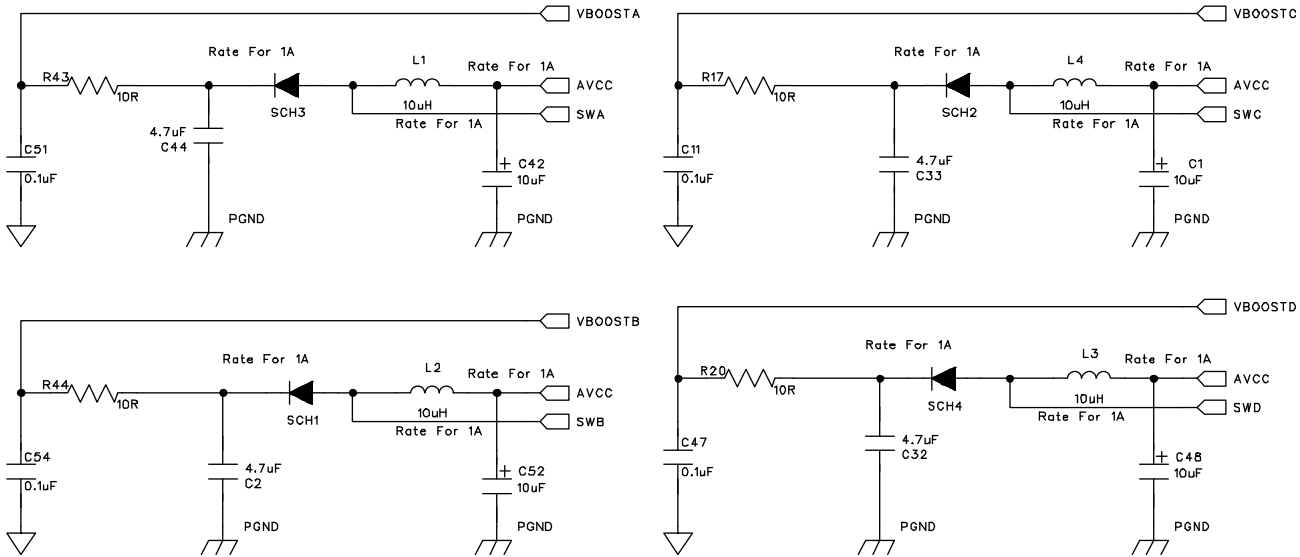 VBOOSTA
Rate For 1A
L1
Rate For 1A
R43
10R
AVCC
SCH3
10uH
SWA
Rate For 1A
4.7uF
C44
C51
0.1uF
C42
10uF
PGND
PGND
VBOOSTC
Rate For 1A
L4
Rate For 1A
R17
10R
AVCC
SCH2
10uH
SWC
Rate For 1A
C11
0.1uF
4.7uF
C33
C1
10uF
PGND
PGND
VBOOSTB
Rate For 1A
L2
Rate For 1A
R44
10R
AVCC
SCH1
10uH
SWB
Rate For 1A
C54
0.1uF
4.7uF
C2
C52
10uF
PGND
PGND
VBOOSTD
Rate For 1A
L3
Rate For 1A
R20
10R
AVCC
SCH4
10uH
SWD
Rate For 1A
C47
0.1uF
4.7uF
C32
C48
10uF
PGND
PGND